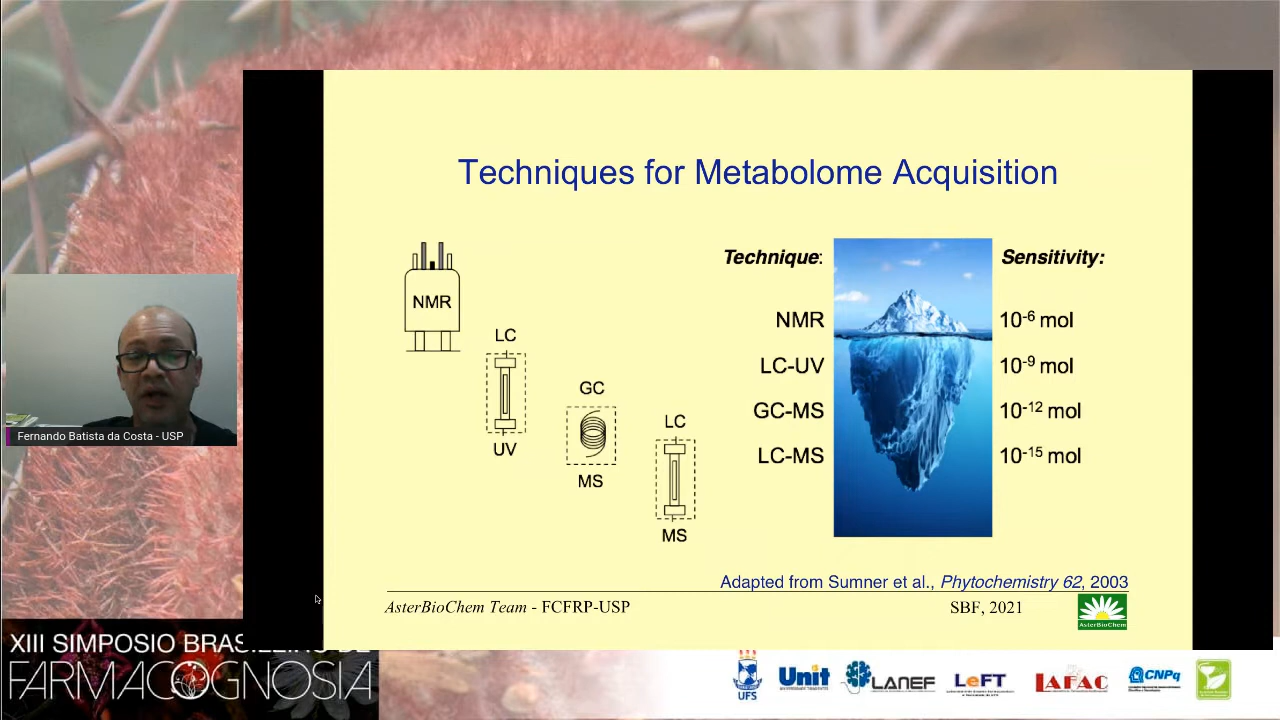 Techniques for Metabolome Acquisition
Technique:
Sensitivity:
NMR
NMR
10-6 mol
LC
LC-UV
10-9 mol
GC
GC-MS
10-12 mol
LC
UV
LC-MS
10-15 mol
MS
MS
Fernando Batista da Costa - USP
Adapted from Sumner et al., Phytochemistry 62, 2003
AsterBioChem Team - FCFRP-USP
SBF, 2021
AsterBioChem
XIII SIMPOSIO BRASILEIRO DE
FARMACOGNOSIA
UFS
Unit
LANEF
LeFT
LAFAC
CNPq